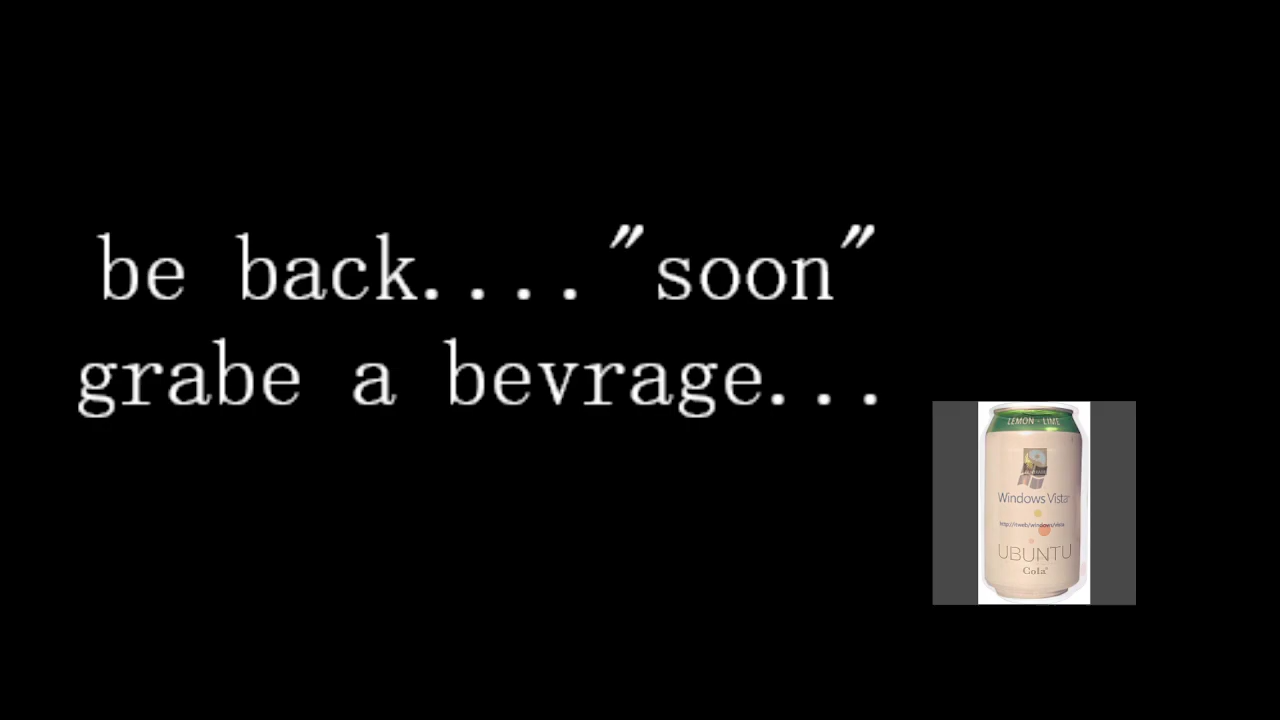 be back...."soon"
grabe a bevrage...
LEMON - LIME
Windows Vista
UBUNTU
Cola